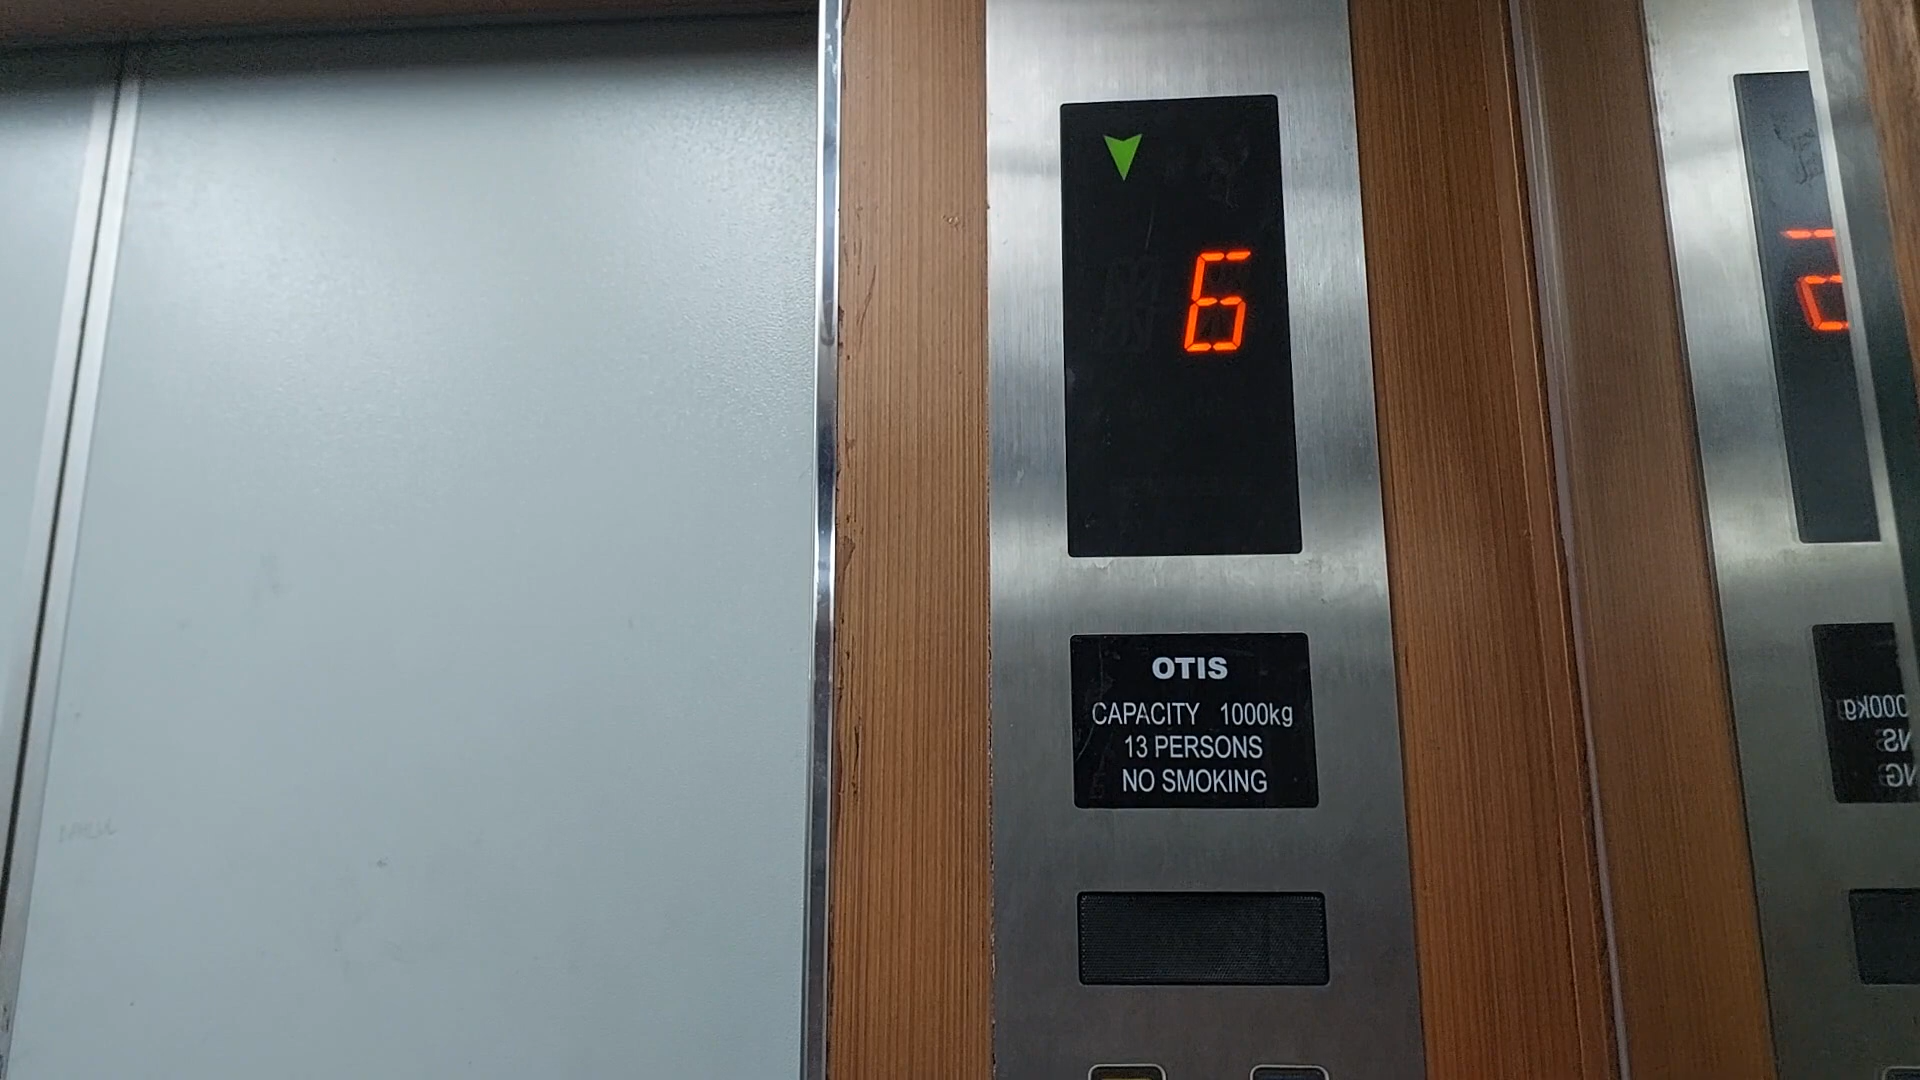 6
OTIS
CAPACITY 1000kg
13 PERSONS
NO SMOKING